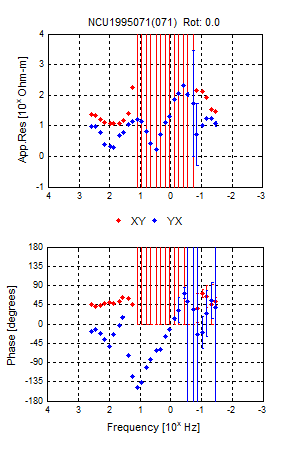 NCU1995071(071) Rot: 0.0
App.Res [10^x Ohm-m]
4
3
2
1
0
-1
4 3 2 1 0 -1 -2 -3
XY YX
Phase [degrees]
180
135
90
45
0
-45
-90
-135
-180
4 3 2 1 0 -1 -2 -3
Frequency [10^x Hz]